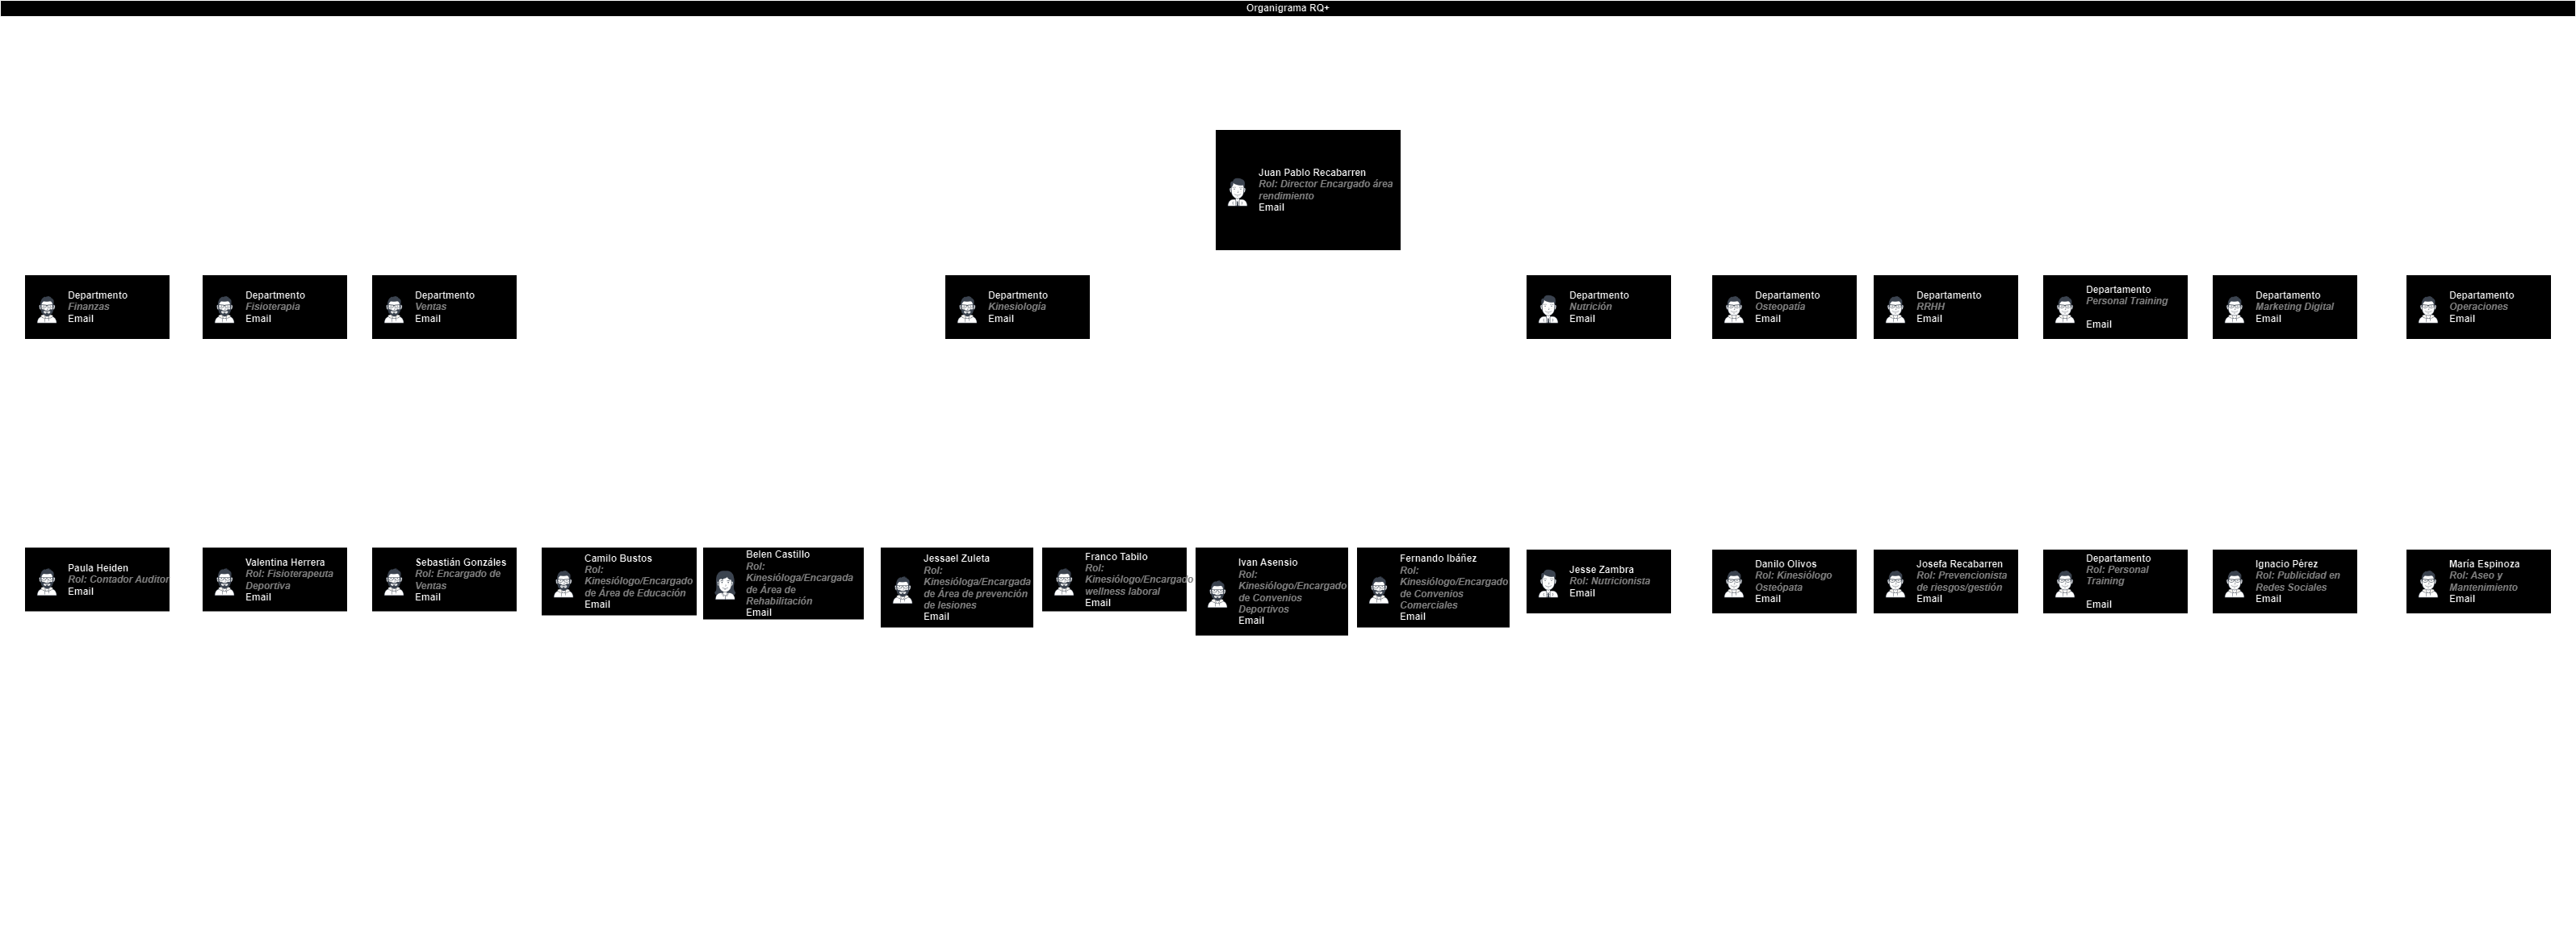 Organigrama RQ+
Juan Pablo Recabarren
Rol: Director Encargado área
rendimiento
Email
Departmento
Finanzas
Email
Departmento
Fisioterapia
Email
Departmento
Ventas
Email
Departmento
Kinesiología
Email
Departmento
Nutrición
Email
Departamento
Osteopatía
Email
Departamento
RRHH
Email
Departamento
Personal Training
Email
Departamento
Marketing Digital
Email
Departamento
Operaciones
Email
Paula Heiden
Rol: Contador Auditor
Email
Valentina Herrera
Rol: Fisioterapeuta
Deportiva
Email
Sebastián Gonzáles
Rol: Encargado de
Ventas
Email
Camilo Bustos
Rol:
Kinesiólogo/Encargado
de Área de Educación
Email
Belen Castillo
Rol:
Kinesióloga/Encargada
de Área de
Rehabilitación
Email
Jessael Zuleta
Rol:
Kinesióloga/Encargada
de Área de prevención
de lesiones
Email
Franco Tabilo
Rol:
Kinesiólogo/Encargado
wellness laboral
Email
Ivan Asensio
Rol:
Kinesiólogo/Encargado
de Convenios
Deportivos
Email
Fernando Ibáñez
Rol:
Kinesiólogo/Encargado
de Convenios
Comerciales
Email
Jesse Zambra
Rol: Nutricionista
Email
Danilo Olivos
Rol: Kinesiólogo
Osteópata
Email
Josefa Recabarren
Rol: Prevencionista
de riesgos/gestión
Email
Departamento
Rol: Personal
Training
Email
Ignacio Pérez
Rol: Publicidad en
Redes Sociales
Email
María Espinoza
Rol: Aseo y
Mantenimiento
Email